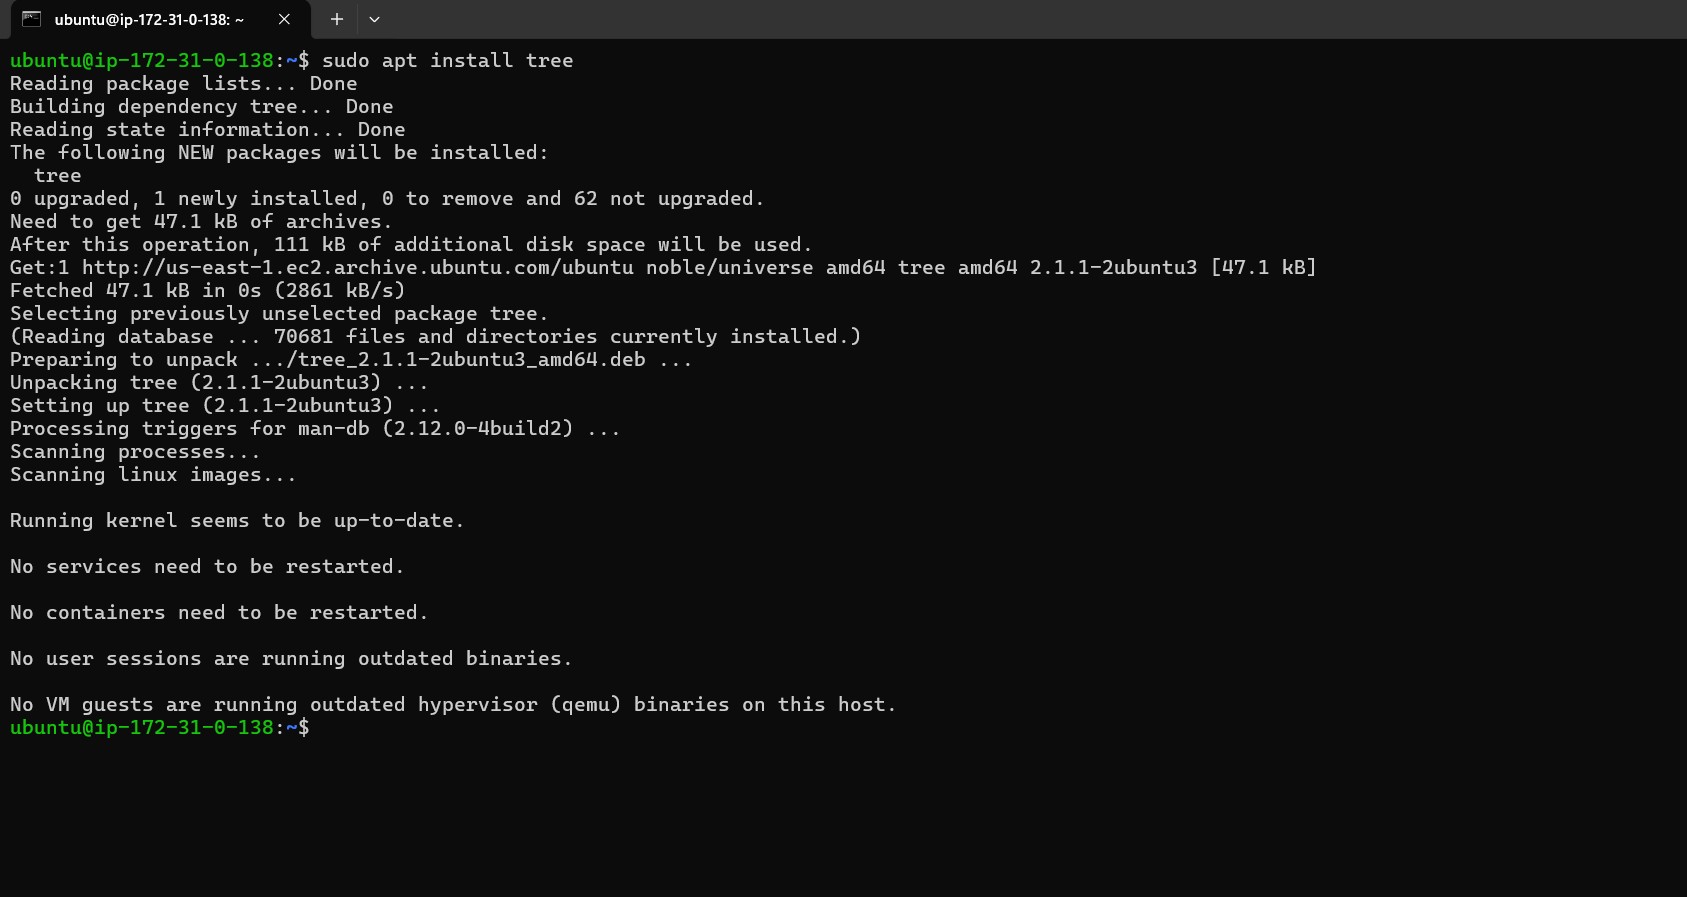 ubuntu@ip-172-31-0-138: ~
ubuntu@ip-172-31-0-138:~$ sudo apt install tree
Reading package lists... Done
Building dependency tree... Done
Reading state information... Done
The following NEW packages will be installed:
  tree
0 upgraded, 1 newly installed, 0 to remove and 62 not upgraded.
Need to get 47.1 kB of archives.
After this operation, 111 kB of additional disk space will be used.
Get:1 http://us-east-1.ec2.archive.ubuntu.com/ubuntu noble/universe amd64 tree amd64 2.1.1-2ubuntu3 [47.1 kB]
Fetched 47.1 kB in 0s (2861 kB/s)
Selecting previously unselected package tree.
(Reading database ... 70681 files and directories currently installed.)
Preparing to unpack .../tree_2.1.1-2ubuntu3_amd64.deb ...
Unpacking tree (2.1.1-2ubuntu3) ...
Setting up tree (2.1.1-2ubuntu3) ...
Processing triggers for man-db (2.12.0-4build2) ...
Scanning processes...
Scanning linux images...
Running kernel seems to be up-to-date.
No services need to be restarted.
No containers need to be restarted.
No user sessions are running outdated binaries.
No VM guests are running outdated hypervisor (qemu) binaries on this host.
ubuntu@ip-172-31-0-138:~$